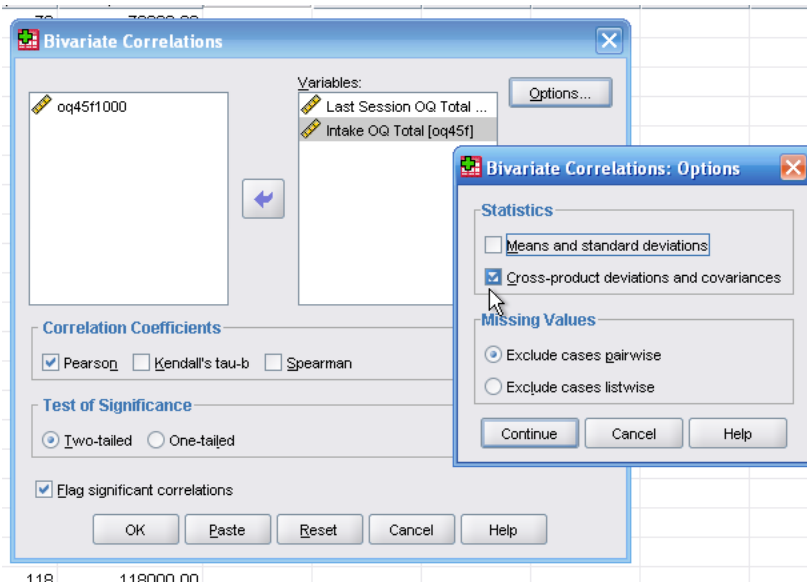 Bivariate Correlations
Variables:
oq45f1000
Last Session OQ Total ...
Intake OQ Total [oq45f]
Options...
Correlation Coefficients
Pearson Kendall's tau-b Spearman
Test of Significance
Two-tailed One-tailed
Flag significant correlations
OK Paste Reset Cancel Help
Bivariate Correlations: Options
Statistics
Means and standard deviations
Cross-product deviations and covariances
Missing Values
Exclude cases pairwise
Exclude cases listwise
Continue Cancel Help
118 118000.00